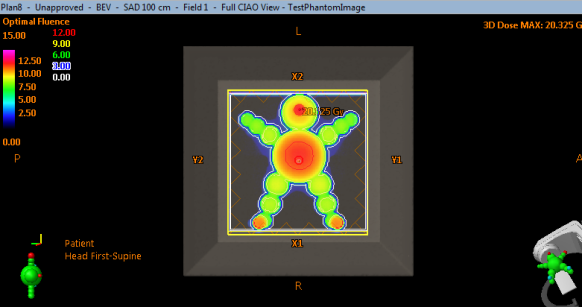 Plan8 - Unapproved - BEV - SAD 100 cm - Field 1 - Full CIAO View - TestPhantomImage
Optimal Fluence
15.00
12.00
9.00
12.50
6.00
10.00
3.00
7.50
0.00
5.00
2.50
0.00
3D Dose MAX: 20.325 G
L
X2
20.325 Gy
P
Y2
Y1
A
X1
R
Patient
Head First-Supine